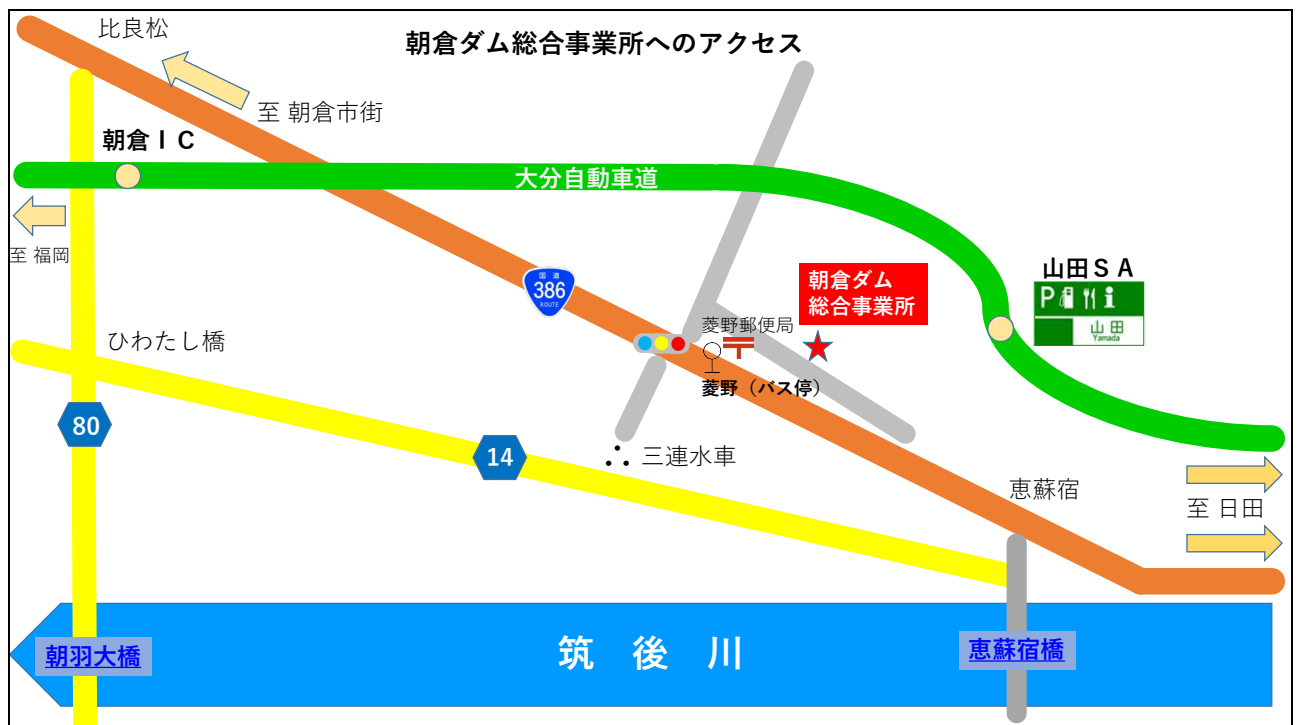 比良松
朝倉ダム総合事業所へのアクセス
至 朝倉市街
朝倉ＩＣ
大分自動車道
至 福岡
国道
386
ROUTE
朝倉ダム
総合事業所
山田ＳＡ
P
山田
Yamada
ひわたし橋
菱野郵便局
菱野（バス停）
80
14
三連水車
恵蘇宿
至 日田
朝羽大橋
筑後川
恵蘇宿橋